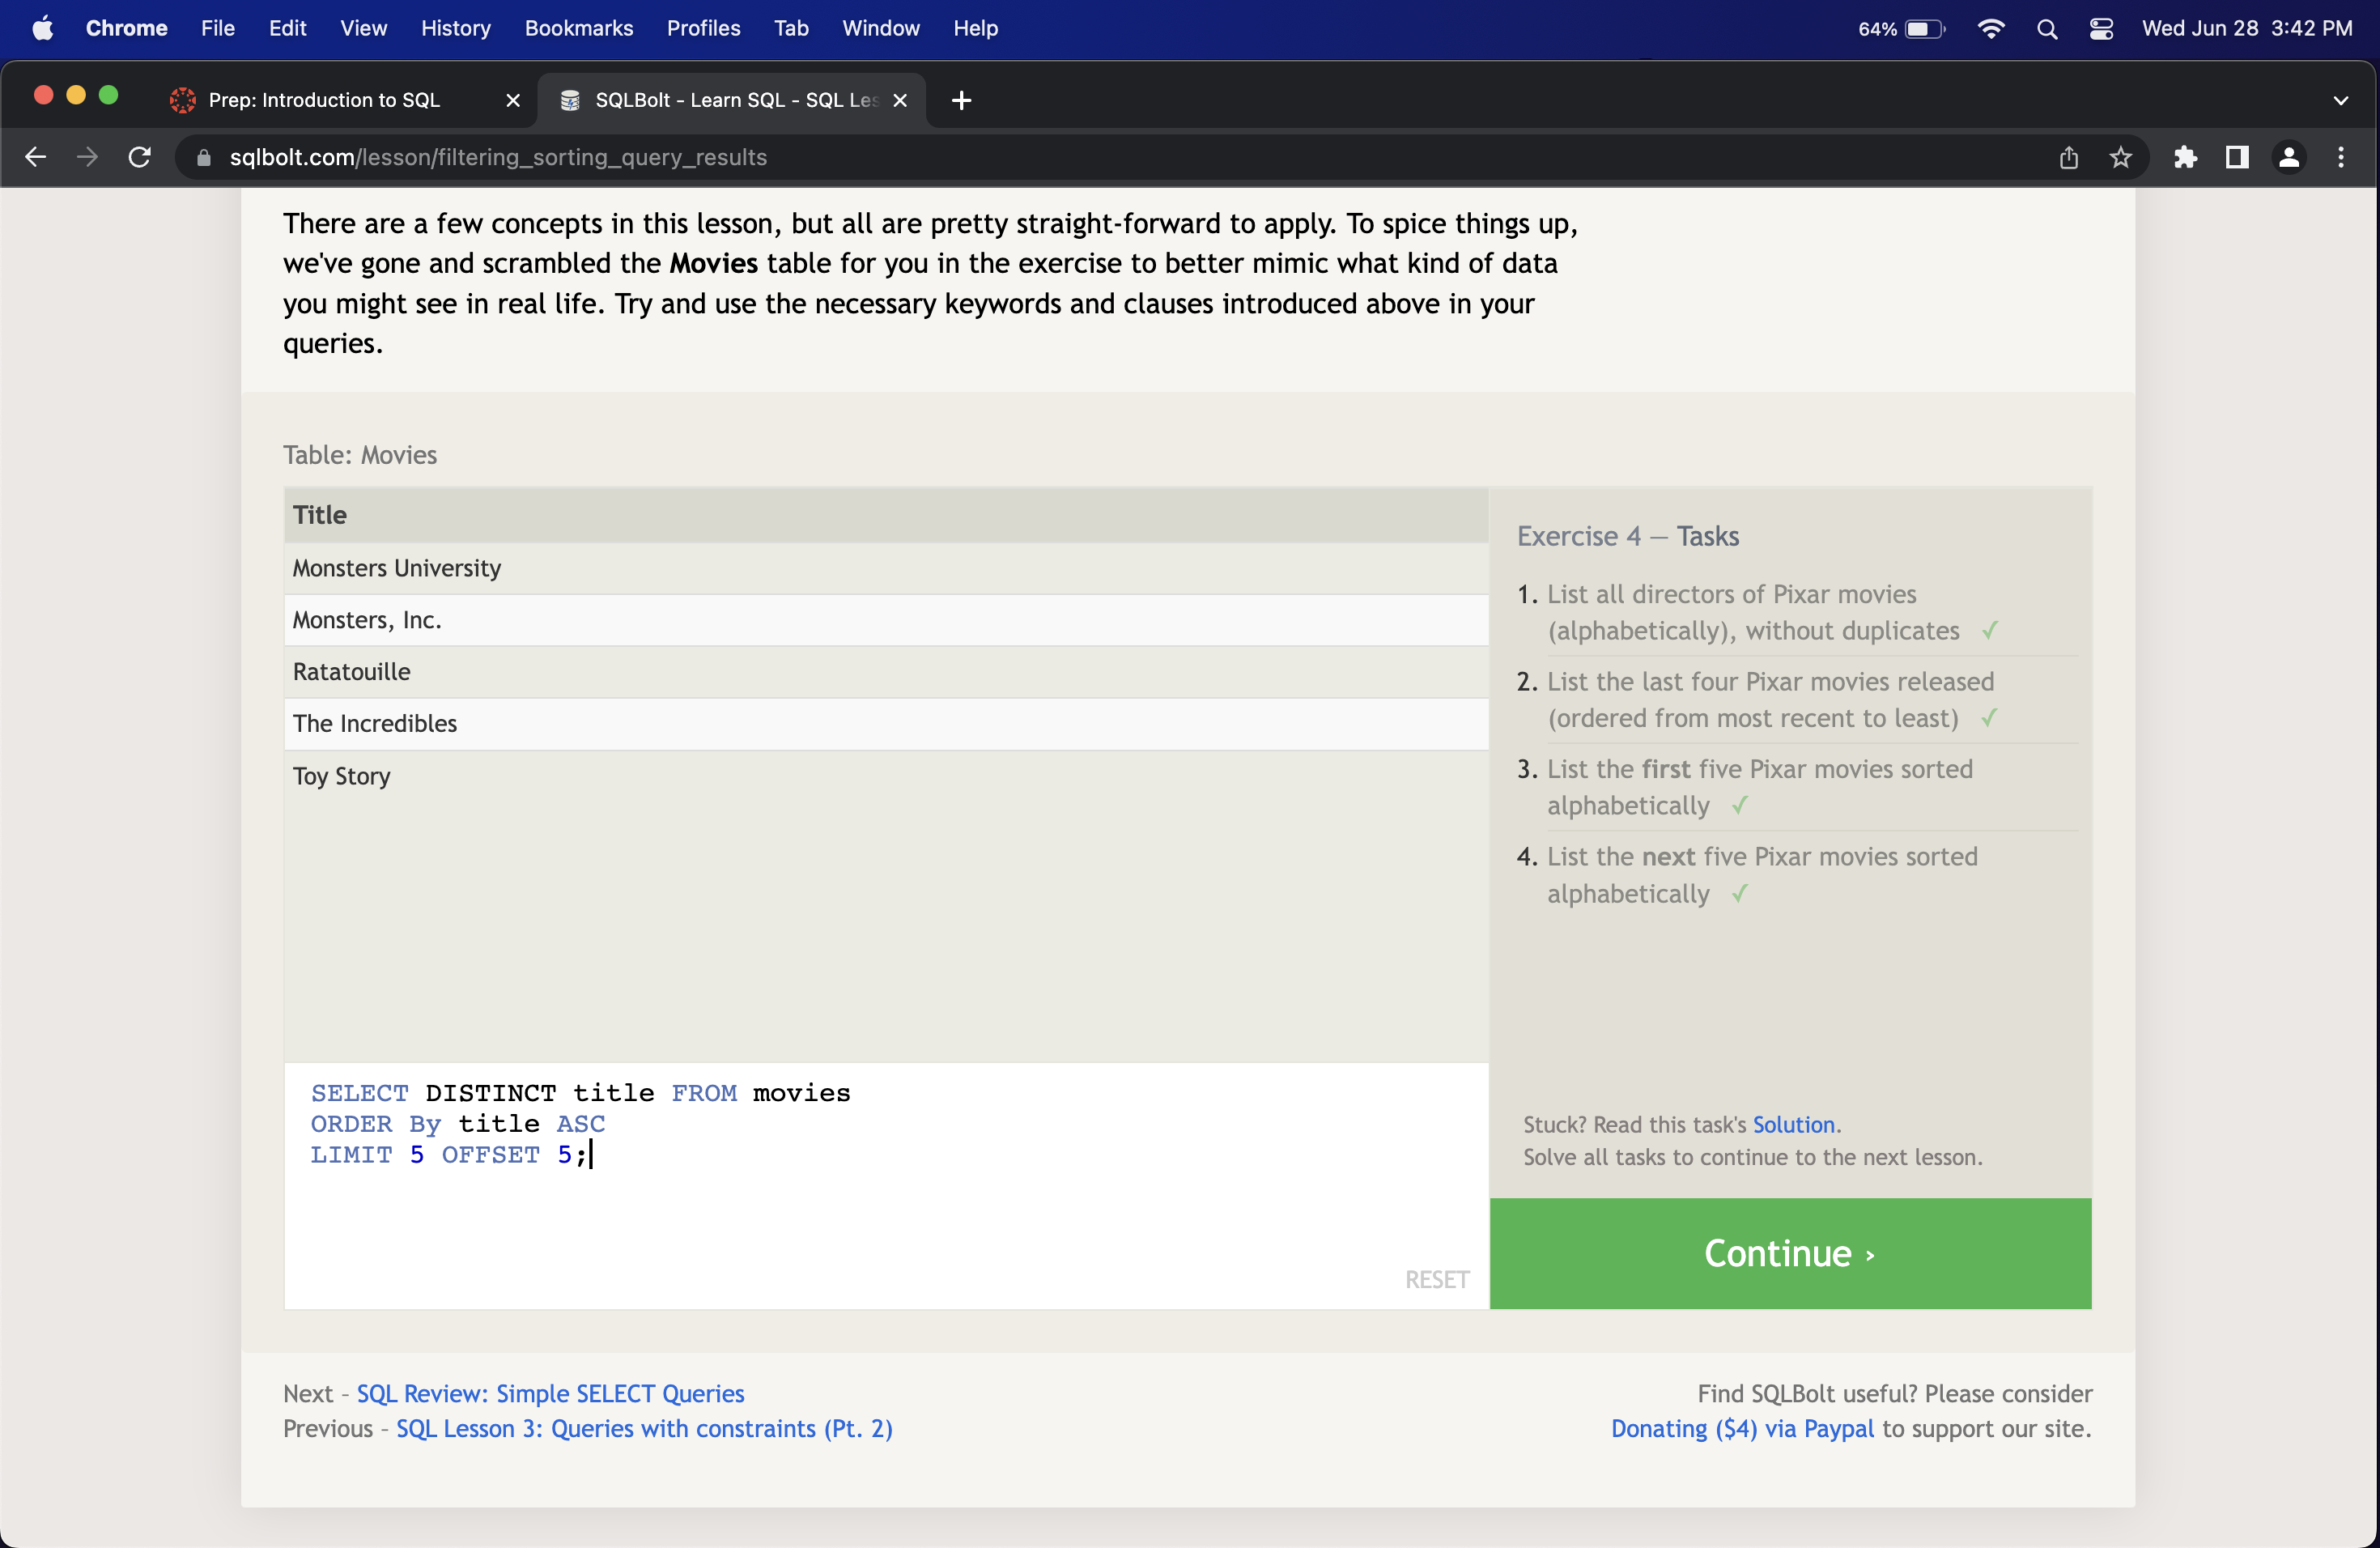 Chrome File Edit View History Bookmarks Profiles Tab Window Help 64% Wed Jun 28 3:42 PM
Prep: Introduction to SQL
SQLBolt - Learn SQL - SQL Les
sqlbolt.com/lesson/filtering_sorting_query_results
There are a few concepts in this lesson, but all are pretty straight-forward to apply. To spice things up,
we've gone and scrambled the Movies table for you in the exercise to better mimic what kind of data
you might see in real life. Try and use the necessary keywords and clauses introduced above in your
queries.
Table: Movies
Title
Monsters University
Monsters, Inc.
Ratatouille
The Incredibles
Toy Story
SELECT DISTINCT title FROM movies
ORDER By title ASC
LIMIT 5 OFFSET 5;
RESET
Exercise 4 — Tasks
1. List all directors of Pixar movies
(alphabetically), without duplicates ✓
2. List the last four Pixar movies released
(ordered from most recent to least) ✓
3. List the first five Pixar movies sorted
alphabetically ✓
4. List the next five Pixar movies sorted
alphabetically ✓
Stuck? Read this task's Solution.
Solve all tasks to continue to the next lesson.
Continue ›
Next – SQL Review: Simple SELECT Queries
Previous – SQL Lesson 3: Queries with constraints (Pt. 2)
Find SQLBolt useful? Please consider
Donating ($4) via Paypal to support our site.